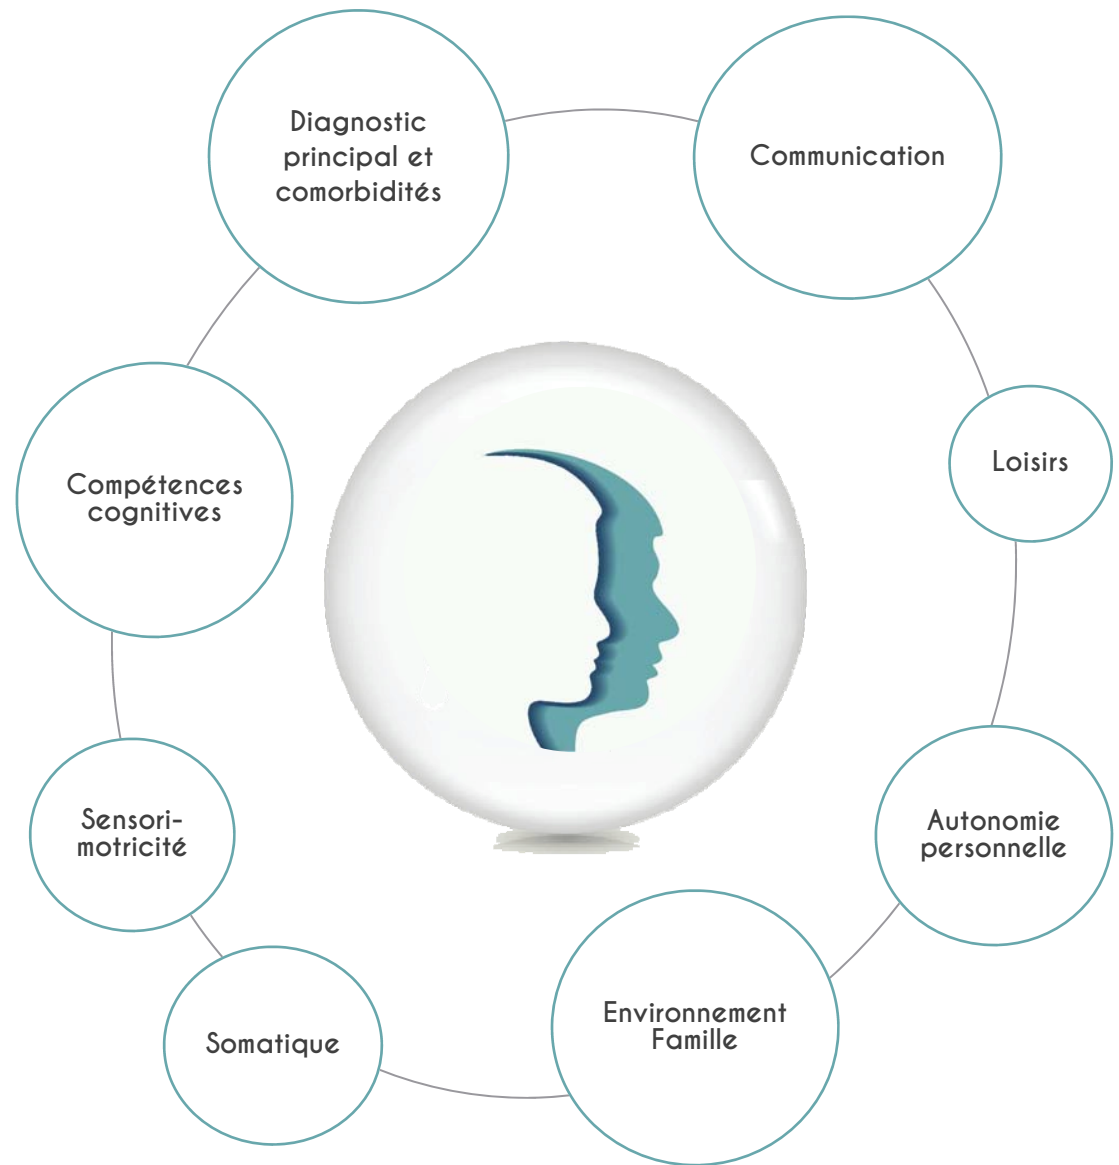 Diagnostic
principal et
comorbidités
Communication
Loisirs
Compétences
cognitives
Sensori-
motricité
Autonomie
personnelle
Environnement
Famille
Somatique